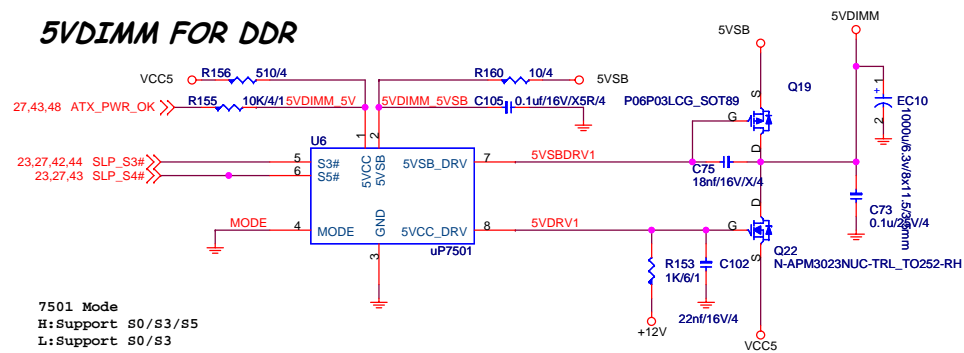 5VDIMM FOR DDR
5VDIMM
5VSB
VCC5
R156
510/4
R160
10/4
5VSB
Q19
27,43,48 ATX_PWR_OK
R155
10K/4/1
5VDIMM_5V
5VDIMM_5VSB
C105
0.1uf/16V/X5R/4
P06P03LCG_SOT89
S
G
D
+
1
2
EC10
1000u/6.3v/8x11.5/3.5mm
U6
1
2
5VCC
5VSB
23,27,42,44 SLP_S3#
5
S3#
5VSB_DRV
7
5VSBDRV1
23,27,43 SLP_S4#
6
S5#
C75
18nf/16V/X/4
C73
0.1u/25V/4
MODE
4
MODE
GND
5VCC_DRV
8
5VDRV1
D
G
S
uP7501
3
Q22
N-APM3023NUC-TRL_TO252-RH
R153
1K/6/1
C102
22nf/16V/4
+12V
VCC5
7501 Mode
H:Support S0/S3/S5
L:Support S0/S3